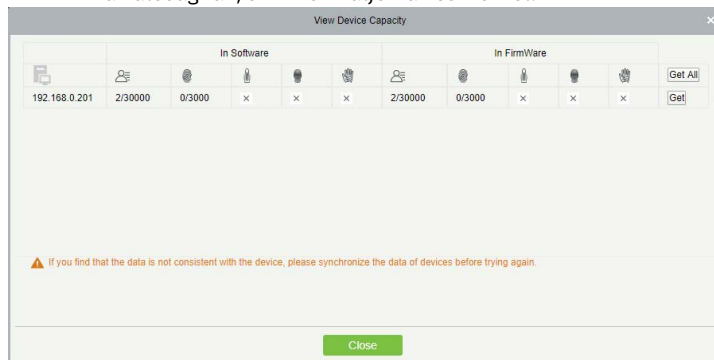 View Device Capacity ×
In Software In FirmWare
Get All
192.168.0.201 2/30000 0/3000 × × × 2/30000 0/3000 × × × Get
If you find that the data is not consistent with the device, please synchronize the data of devices before trying again.
Close